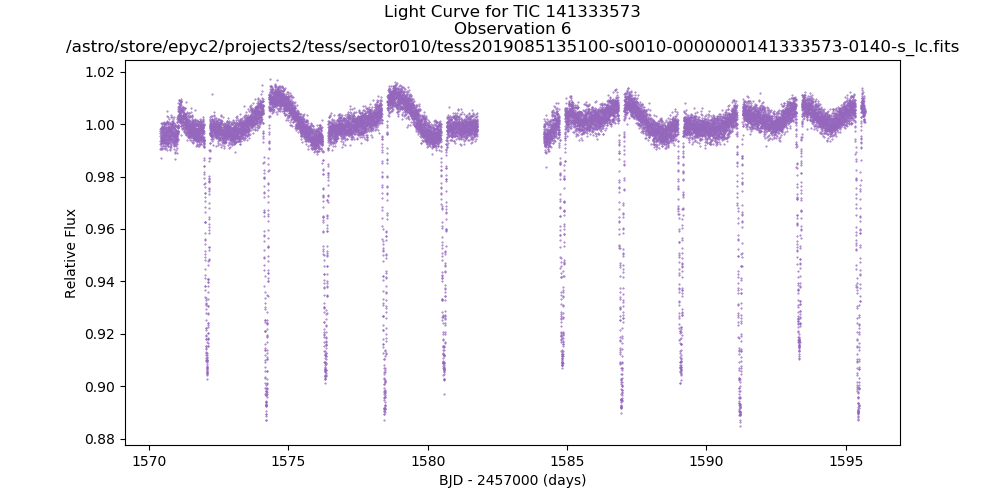 Light Curve for TIC 141333573
Observation 6
/astro/store/epyc2/projects2/tess/sector010/tess2019085135100-s0010-0000000141333573-0140-s_lc.fits
1.02
1.00
0.98
0.96
0.94
0.92
0.90
0.88
Relative Flux
1570
1575
1580
1585
1590
1595
BJD - 2457000 (days)